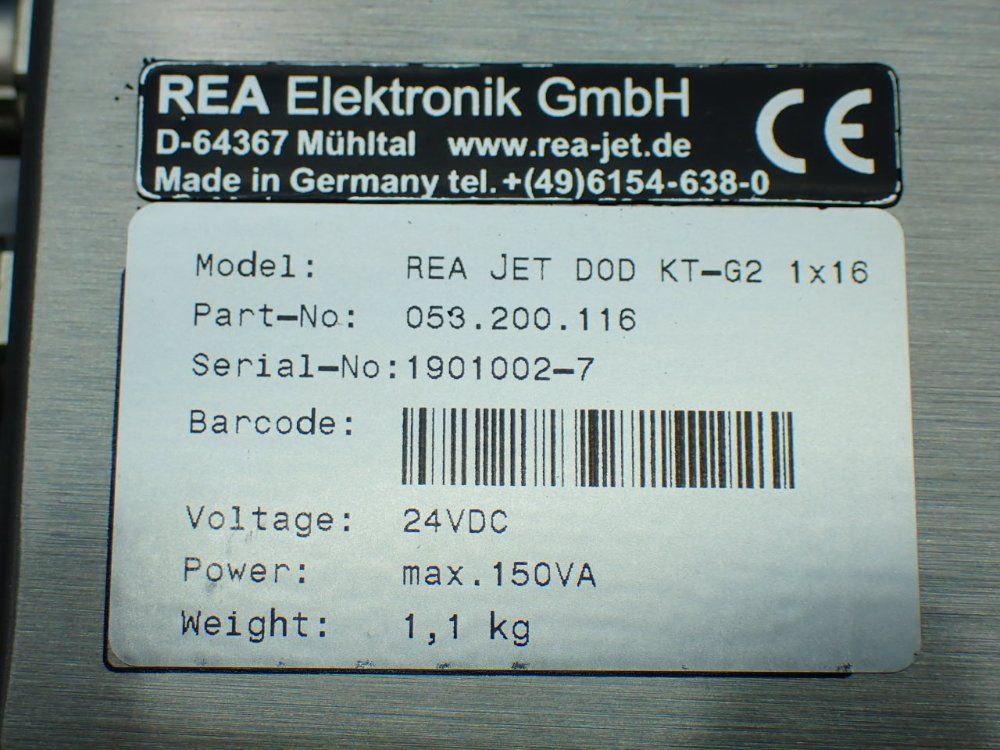 REA Elektronik GmbH
D-64367 Mühltal www.rea-jet.de
Made in Germany tel.+(49)6154-638-0
CE
Model: REA JET DOD KT-G2 1x16
Part-No: 053.200.116
Serial-No:1901002-7
Barcode:
Voltage: 24VDC
Power: max.150VA
Weight: 1,1 kg